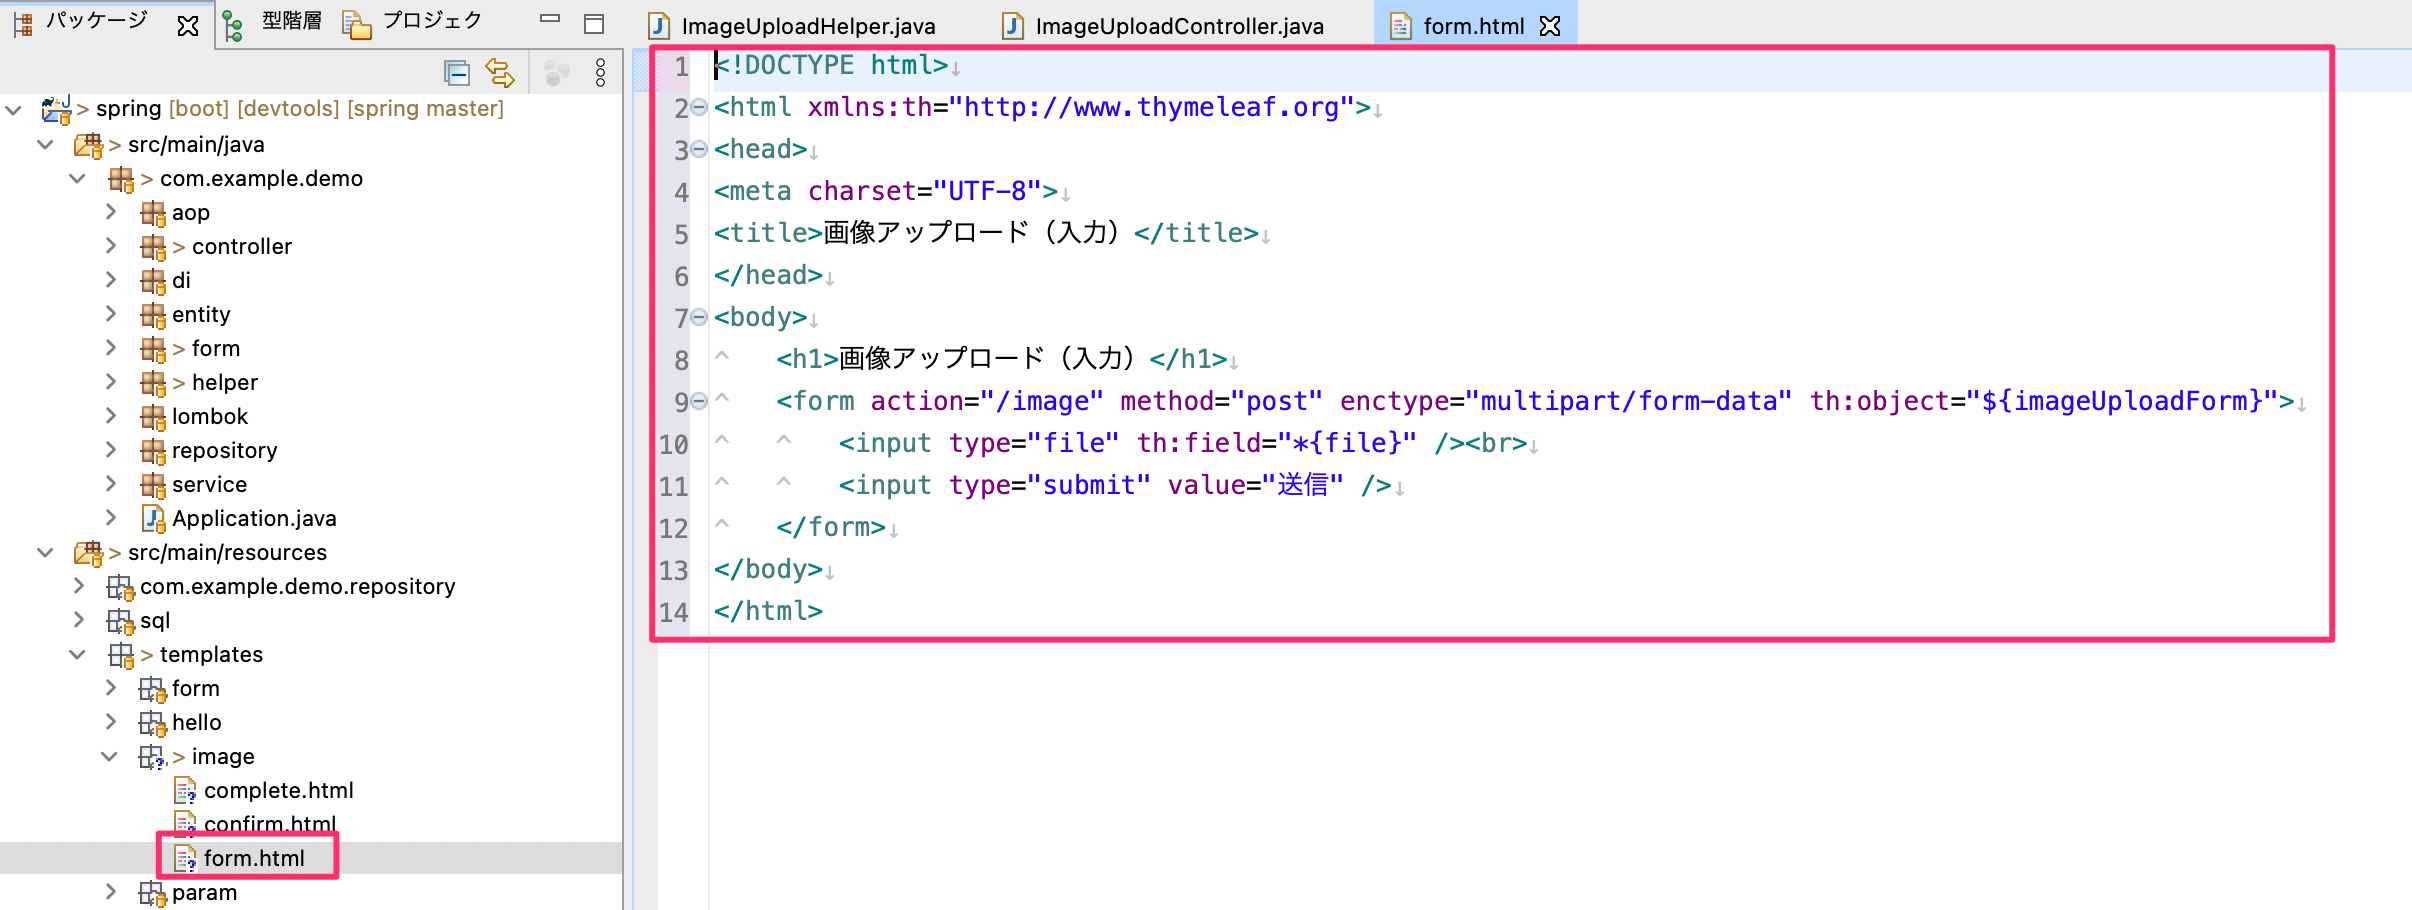 パッケージ
型階層
プロジェク
> spring [boot] [devtools] [spring master]
> src/main/java
> com.example.demo
aop
> controller
di
entity
> form
> helper
lombok
repository
service
Application.java
> src/main/resources
com.example.demo.repository
sql
> templates
form
hello
> image
complete.html
confirm.html
form.html
param
ImageUploadHelper.java
ImageUploadController.java
form.html
1 <!DOCTYPE html>↓
2 <html xmlns:th="http://www.thymeleaf.org">↓
3 <head>↓
4 <meta charset="UTF-8">↓
5 <title>画像アップロード（入力）</title>↓
6 </head>↓
7 <body>↓
8 ^ <h1>画像アップロード（入力）</h1>↓
9 ^ <form action="/image" method="post" enctype="multipart/form-data" th:object="${imageUploadForm}">↓
10 ^ ^ <input type="file" th:field="*{file}" /><br>↓
11 ^ ^ <input type="submit" value="送信" />↓
12 ^ </form>↓
13 </body>↓
14 </html>